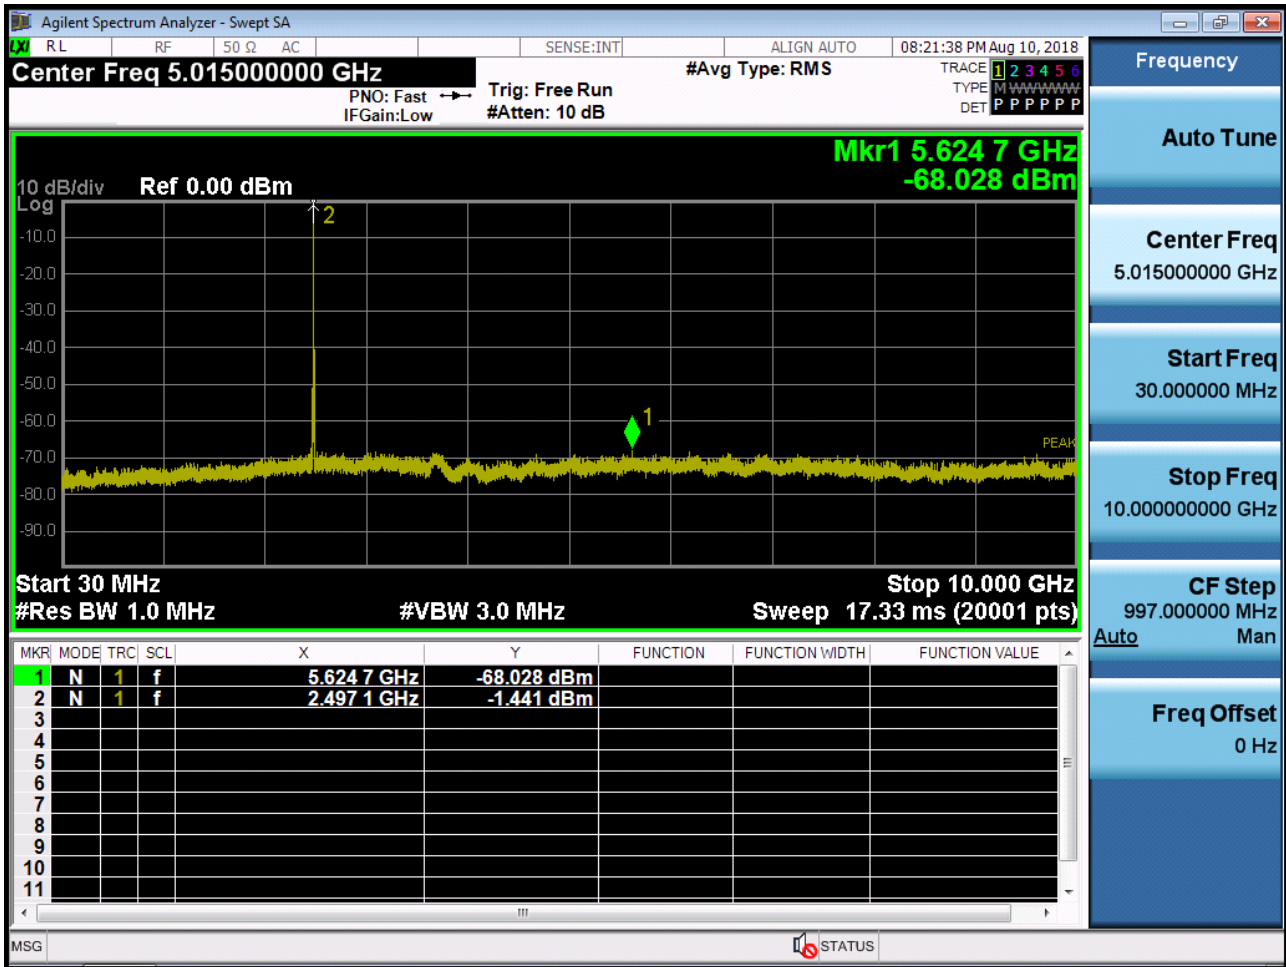 Agilent Spectrum Analyzer - Swept SA
LXI RL RF 50 Ω AC SENSE:INT ALIGN AUTO 08:21:38 PM Aug 10, 2018
Center Freq 5.015000000 GHz
#Avg Type: RMS
TRACE 1 2 3 4 5 6
PNO: Fast Trig: Free Run
TYPE M W W W W W
IFGain:Low #Atten: 10 dB
DET P P P P P P
Mkr1 5.624 7 GHz
-68.028 dBm
10 dB/div Ref 0.00 dBm
Log
2
-10.0
-20.0
-30.0
-40.0
-50.0
-60.0
1
PEAK
-70.0
-80.0
-90.0
Start 30 MHz Stop 10.000 GHz
#Res BW 1.0 MHz #VBW 3.0 MHz Sweep 17.33 ms (20001 pts)
MKR MODE TRC SCL X Y FUNCTION FUNCTION WIDTH FUNCTION VALUE
1 N 1 f 5.624 7 GHz -68.028 dBm
2 N 1 f 2.497 1 GHz -1.441 dBm
3
4
5
6
7
8
9
10
11
MSG STATUS
Frequency
Auto Tune
Center Freq
5.015000000 GHz
Start Freq
30.000000 MHz
Stop Freq
10.000000000 GHz
CF Step
997.000000 MHz
Auto Man
Freq Offset
0 Hz